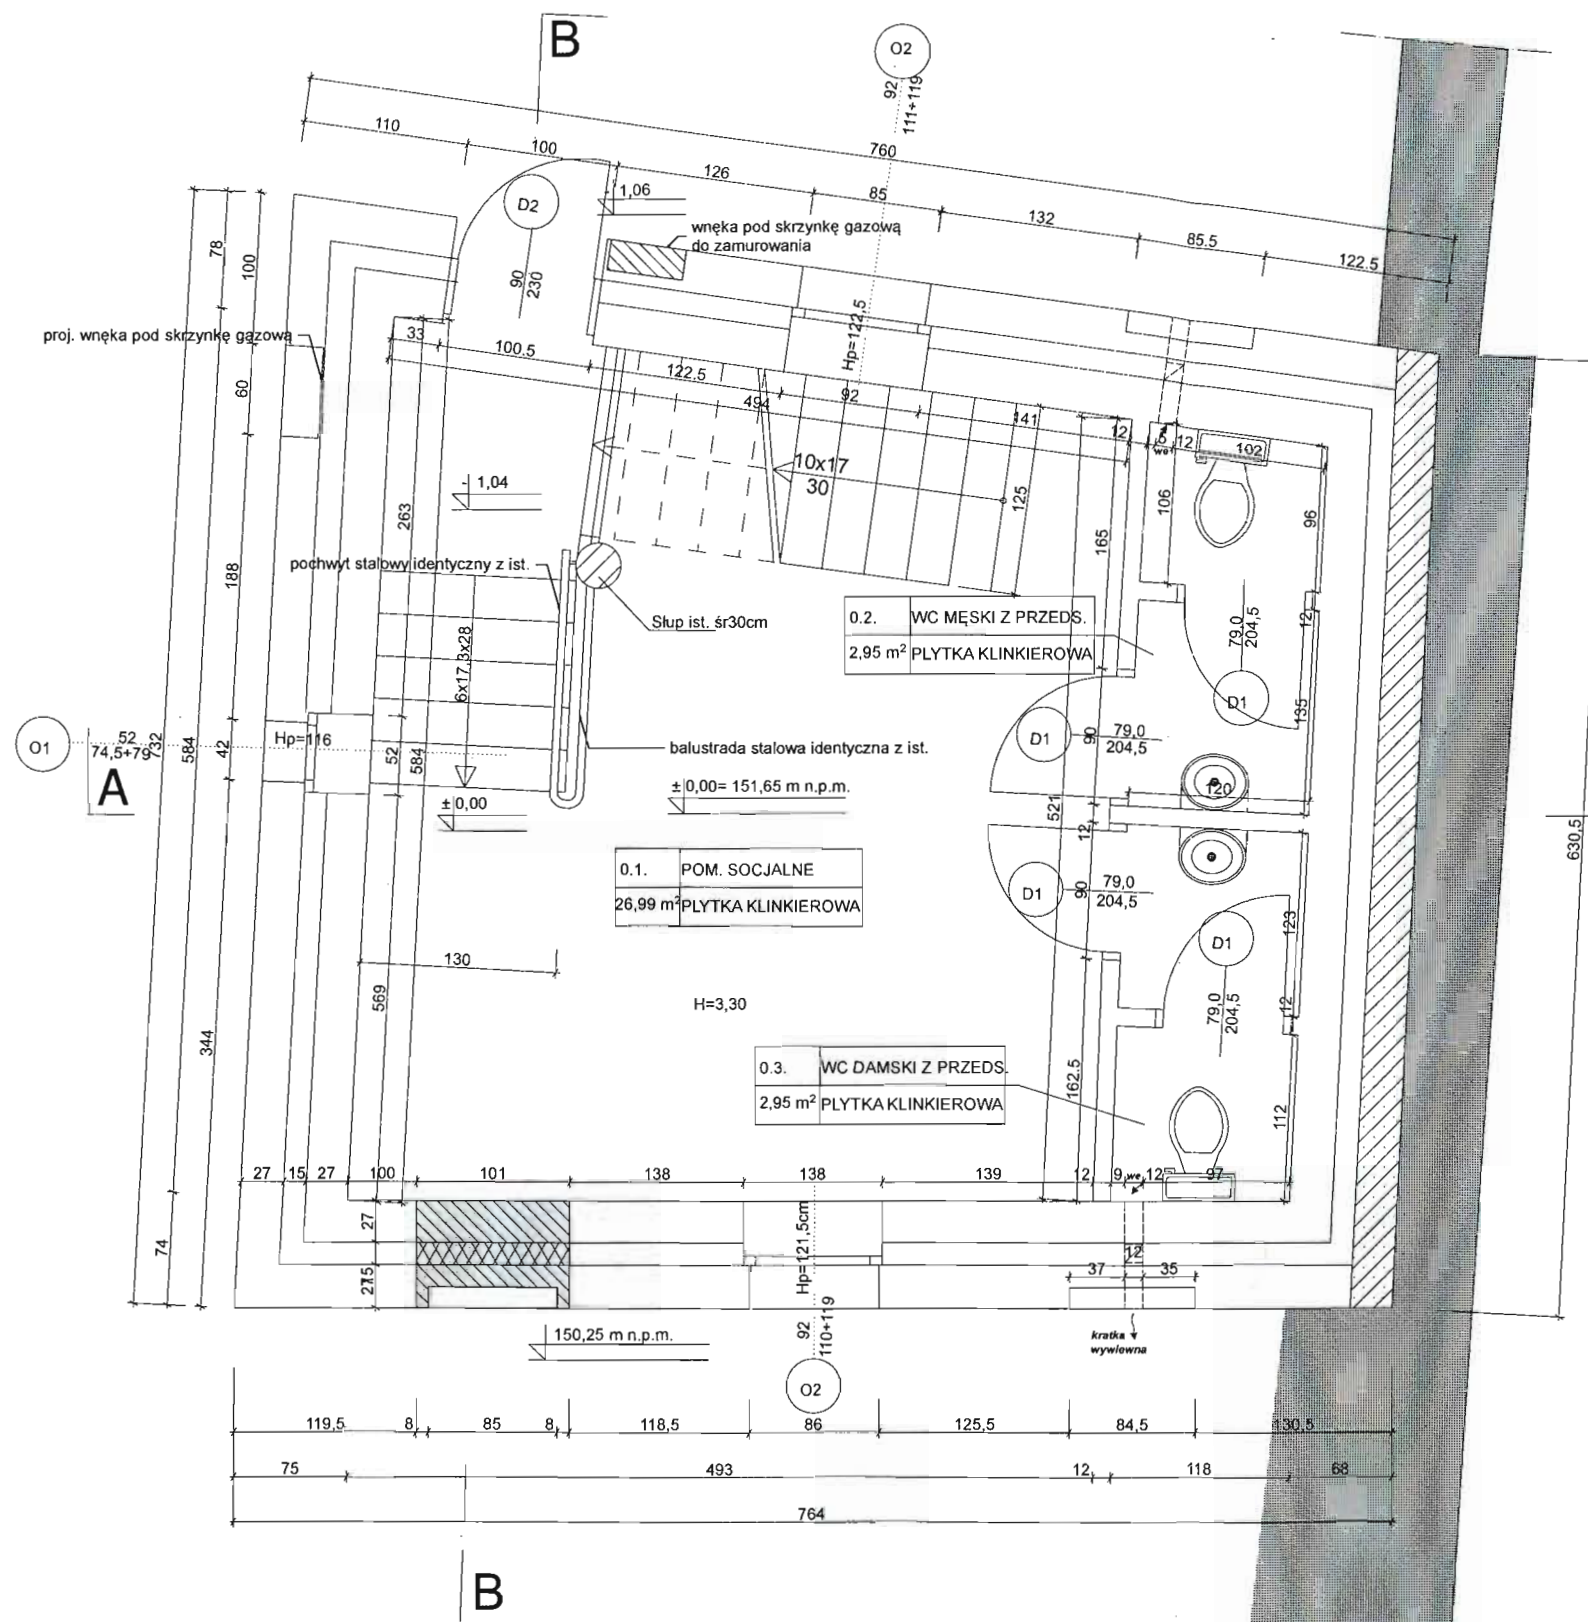 B
O2
92
111+119
110
100
126
760
85
132
85.5
122.5
D2
1,06
wnęka pod skrzynkę gazową
do zamurowania
90
230
78
100
proj. wnęka pod skrzynkę gazową
33
100.5
122.5
494
92
141
Hp=122,5
12
12
102
we
60
10x17
30
125
- 1,04
263
106
96
165
188
pochwyt stalowy identyczny z ist.
Słup ist. śr30cm
0.2. WC MĘSKI Z PRZEDS.
2,95 m² PLYTKA KLINKIEROWA
79,0
204,5
12
6x17,3x28
D1
135
O1
52
74,5+79
732
584
42
Hp=116
52
584
balustrada stalowa identyczna z ist.
D1
90
79,0
204,5
A
±0,00
±0,00= 151,65 m n.p.m.
120
521
12
630,5
0.1. POM. SOCJALNE
26,99 m² PLYTKA KLINKIEROWA
D1
90
79,0
204,5
D1
123
130
569
H=3,30
79,0
204,5
12
344
0.3. WC DAMSKI Z PRZEDS.
2,95 m² PLYTKA KLINKIEROWA
162.5
112
27 15 27 100 101 138 138 139 12 9 we 12 97
74
27
15
27
Hp=121,5cm
12
37 35
150,25 m n.p.m.
92
110+119
kratka
wywiewna
O2
119,5 8 85 8 118,5 86 125,5 84,5 130,5
75 493 12 118 68
764
B